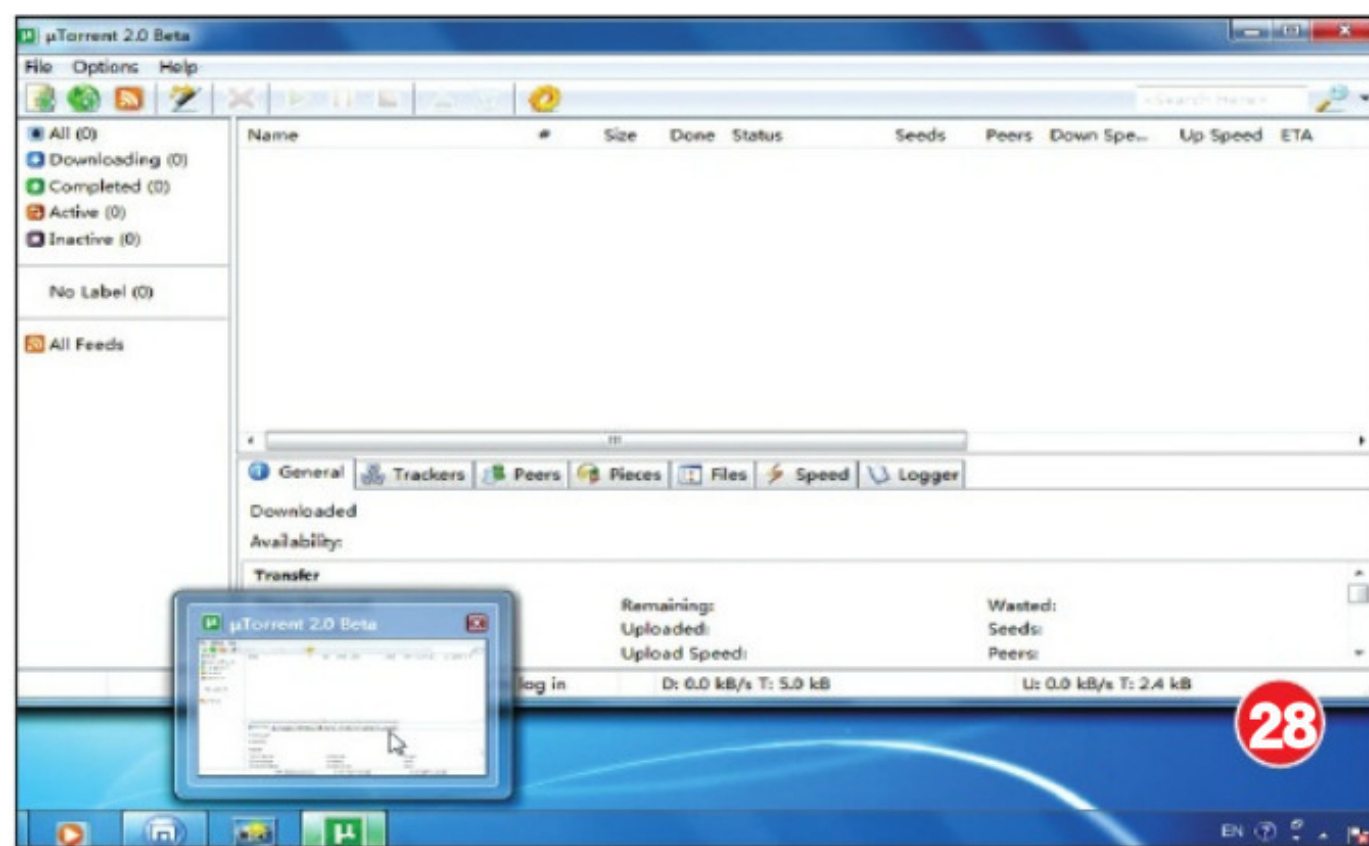 µTorrent 2.0 Beta
File Options Help
<Search Here>
All (0)
Downloading (0)
Completed (0)
Active (0)
Inactive (0)
No Label (0)
All Feeds
Name # Size Done Status Seeds Peers Down Spe... Up Speed ETA
General Trackers Peers Pieces Files Speed Logger
Downloaded
Availability:
Transfer
Remaining: Wasted:
Uploaded: Seeds:
Upload Speed: Peers:
log in D: 0.0 kB/s T: 5.0 kB U: 0.0 kB/s T: 2.4 kB
µTorrent 2.0 Beta
28
µ
EN